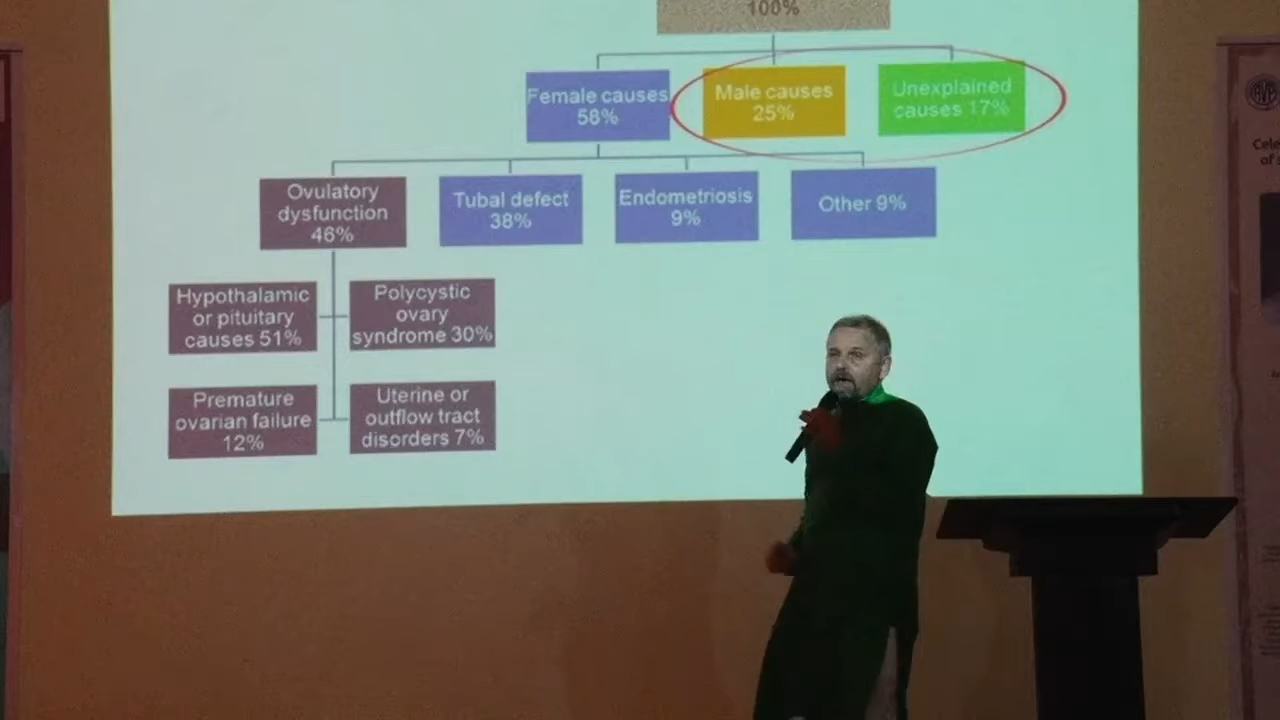 100%
Female causes
58%
Male causes
25%
Unexplained
causes 17%
Ovulatory
dysfunction
46%
Tubal defect
38%
Endometriosis
9%
Other 9%
Hypothalamic
or pituitary
causes 51%
Polycystic
ovary
syndrome 30%
Premature
ovarian failure
12%
Uterine or
outflow tract
disorders 7%